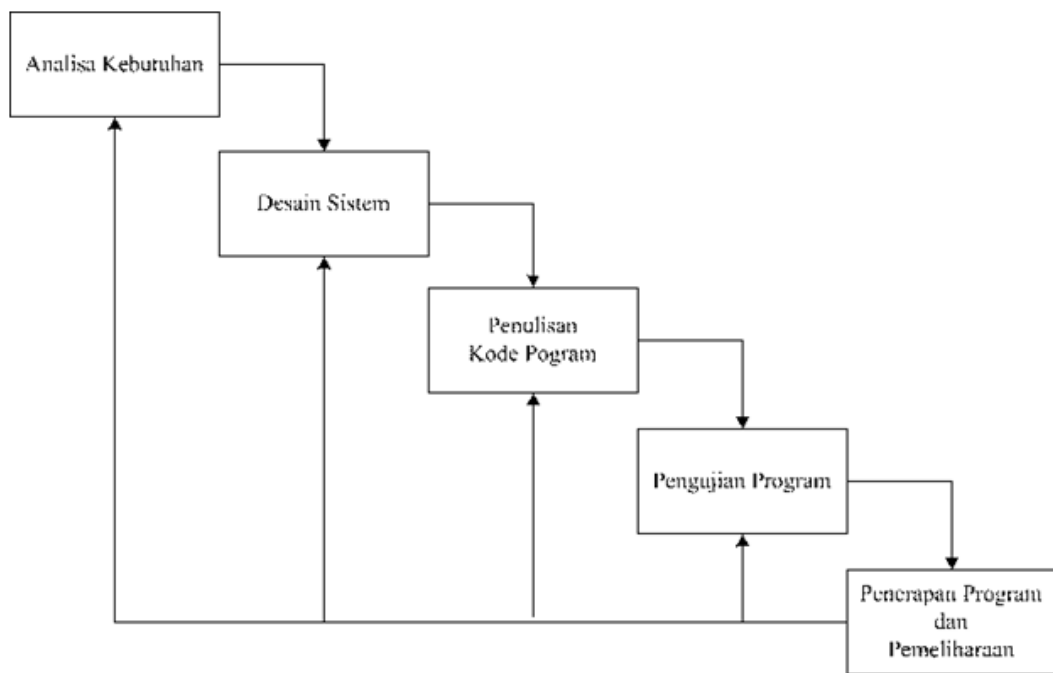 Analisa Kebutuhan
Desain Sistem
Penulisan
Kode Pogram
Pengujian Program
Penerapan Program
dan
Pemeliharaan